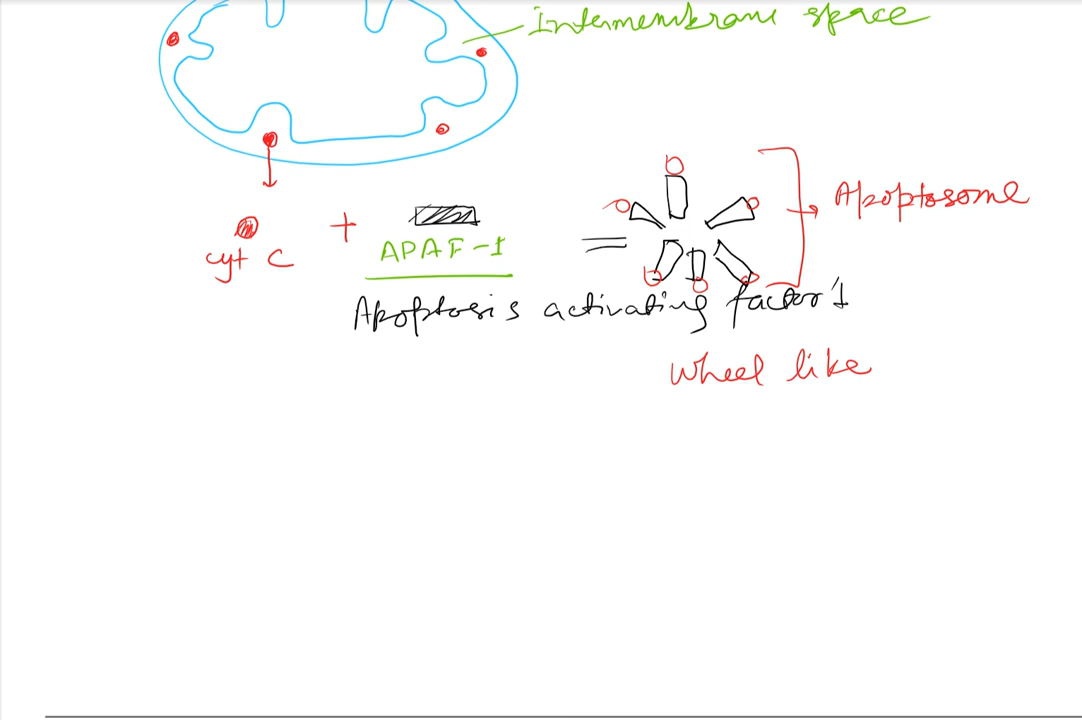 Intermembrane space
Apoptosome
cyt c + APAF-1 =
Apoptosis activating factor 1
wheel like